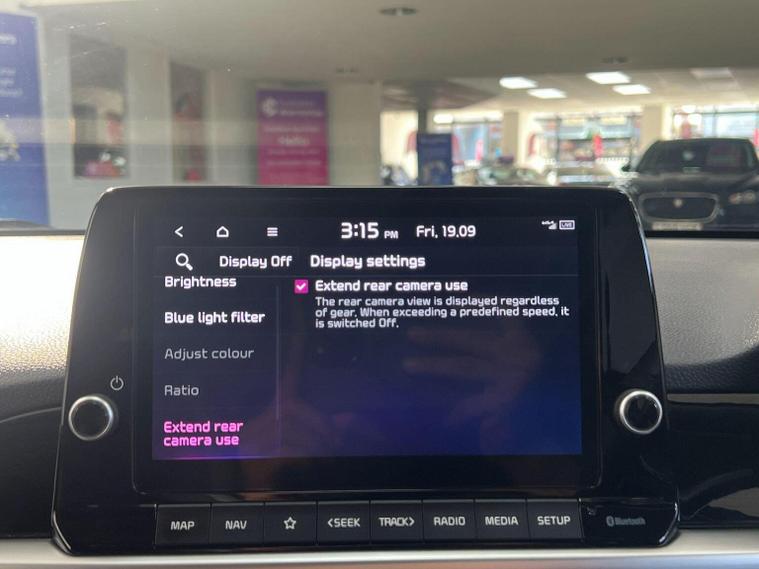 3:15 PM Fri, 19.09 LIVE
Display Off Display settings
Brightness
Blue light filter
Adjust colour
Ratio
Extend rear
camera use
Extend rear camera use
The rear camera view is displayed regardless
of gear. When exceeding a predefined speed, it
is switched Off.
MAP NAV <SEEK TRACK> RADIO MEDIA SETUP Bluetooth